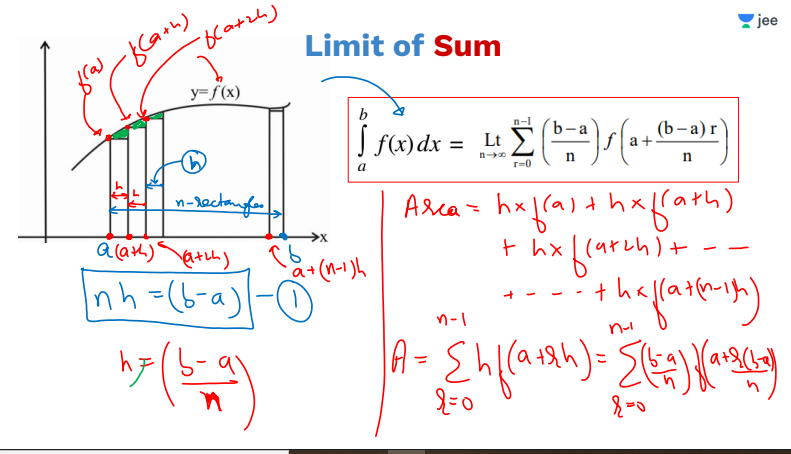 jee
Limit of Sum
f(a)
f(a+h)
f(a+2h)
y=f(x)
h
h
h
n-rectangles
x
a (a+h) (a+2h) b
a+(n-1)h
nh = (b-a) - 1
h = (b-a / n)
b∫a f(x) dx = Lt n→∞ n-1∑r=0 (b-a / n) f(a + (b-a) r / n)
Area = h×f(a) + h×f(a+h)
+ h×f(a+2h) + - -
+ - - - - + h×f(a+(n-1)h)
A = n-1∑r=0 h f(a+rh) = n-1∑r=0 (b-a / n) f(a+r(b-a) / n)